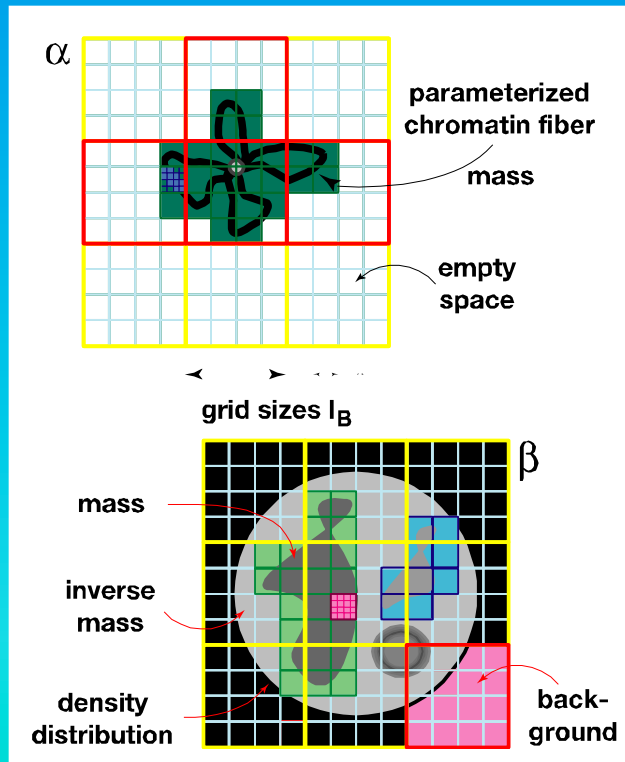 α
parameterized
chromatin fiber
mass
empty
space
grid sizes l_B
β
mass
inverse
mass
density
distribution
back-
ground